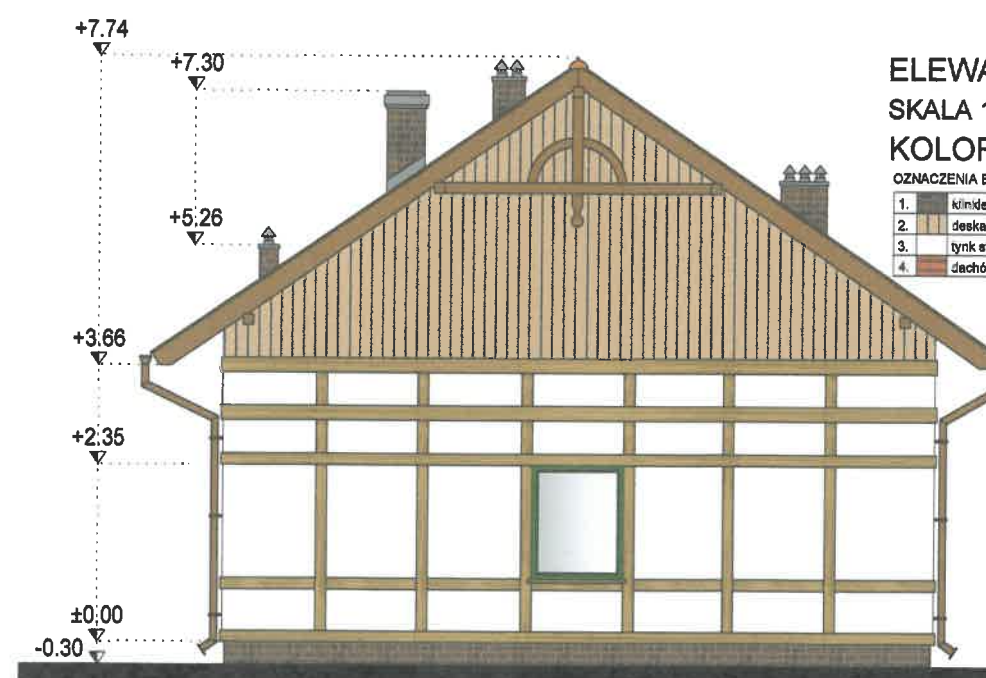 +7.74
+7.30
ELEWA
SKALA 1
KOLOR
OZNACZENIA E
1. klinkie
2. deska
3. tynk s
4. dachó
+5.26
+3.66
+2.35
±0.00
-0.30